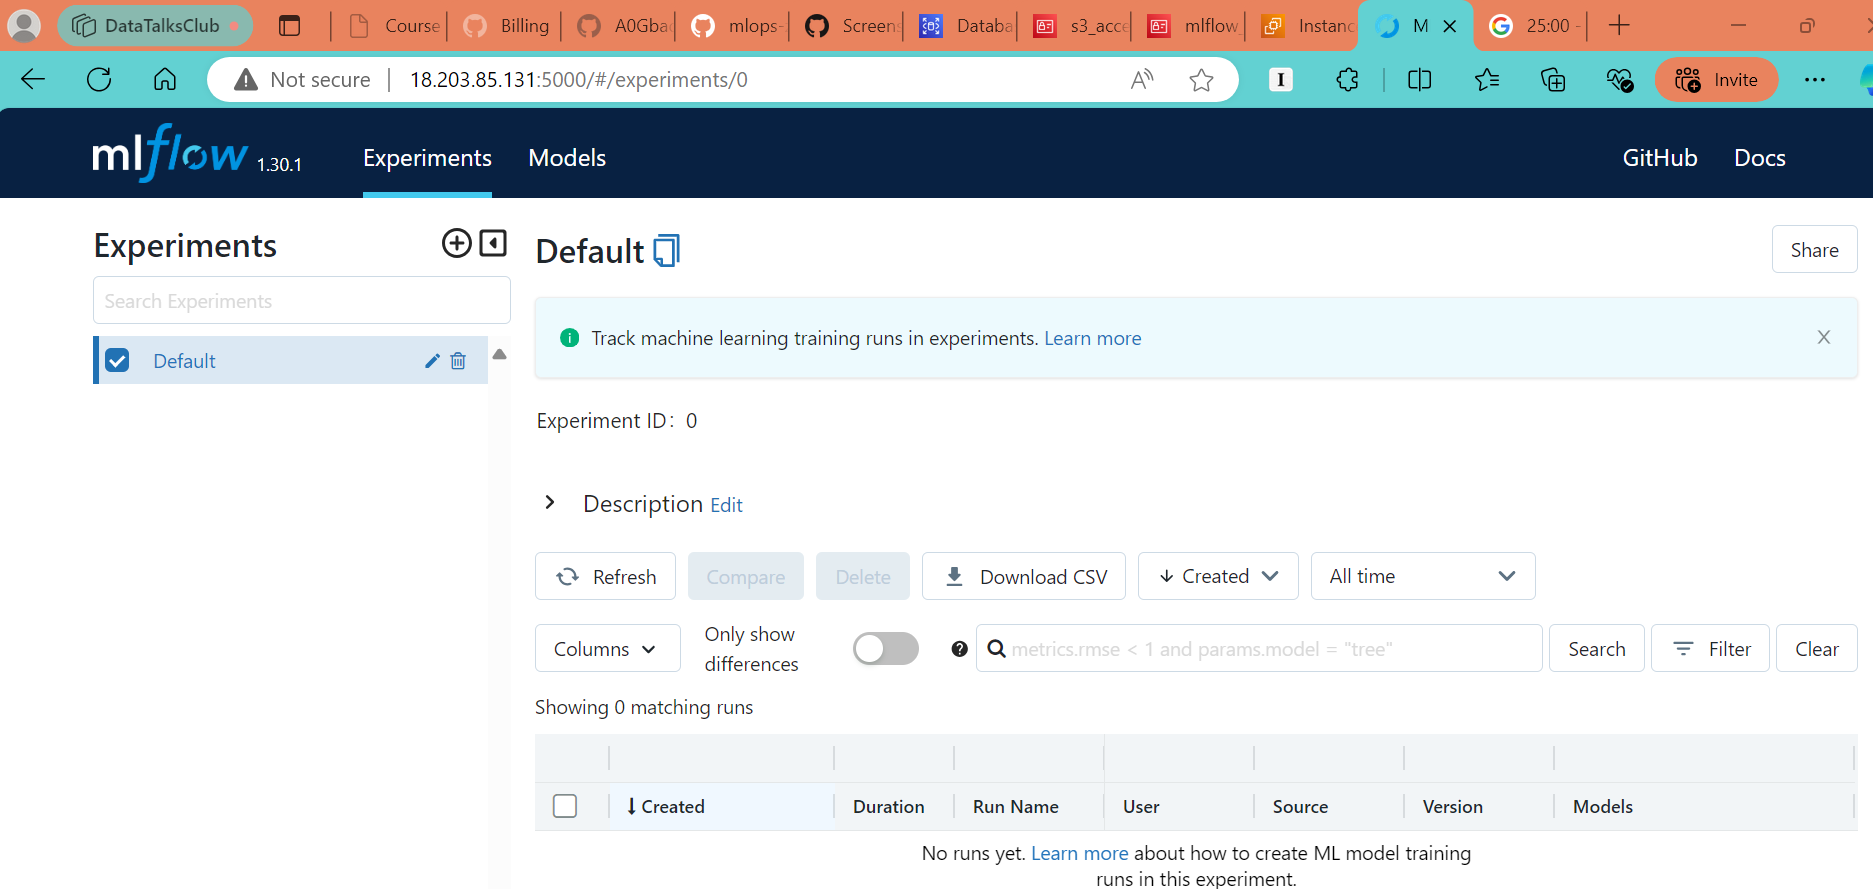 DataTalksClub
Course
Billing
A0Gbac
mlops-
Screens
Databa
s3_acce
mlflow_
Instanc
M
25:00 -
Not secure
18.203.85.131:5000/#/experiments/0
Invite
mlflow 1.30.1
Experiments
Models
GitHub
Docs
Experiments
Search Experiments
Default
Default
Share
Track machine learning training runs in experiments. Learn more
Experiment ID: 0
Description Edit
Refresh
Compare
Delete
Download CSV
Created
All time
Columns
Only show
differences
metrics.rmse < 1 and params.model = "tree"
Search
Filter
Clear
Showing 0 matching runs
Created
Duration
Run Name
User
Source
Version
Models
No runs yet. Learn more about how to create ML model training
runs in this experiment.